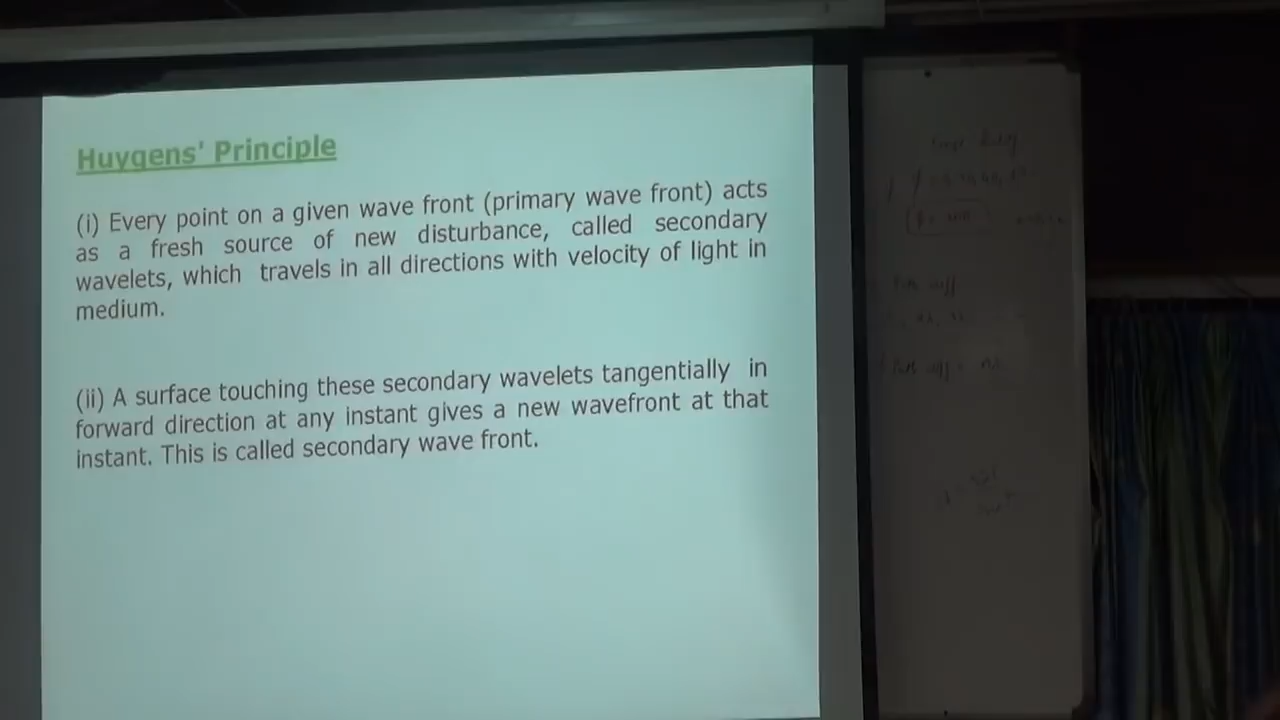 Huygens' Principle
(i) Every point on a given wave front (primary wave front) acts
as a fresh source of new disturbance, called secondary
wavelets, which travels in all directions with velocity of light in
medium.
(ii) A surface touching these secondary wavelets tangentially in
forward direction at any instant gives a new wavefront at that
instant. This is called secondary wave front.